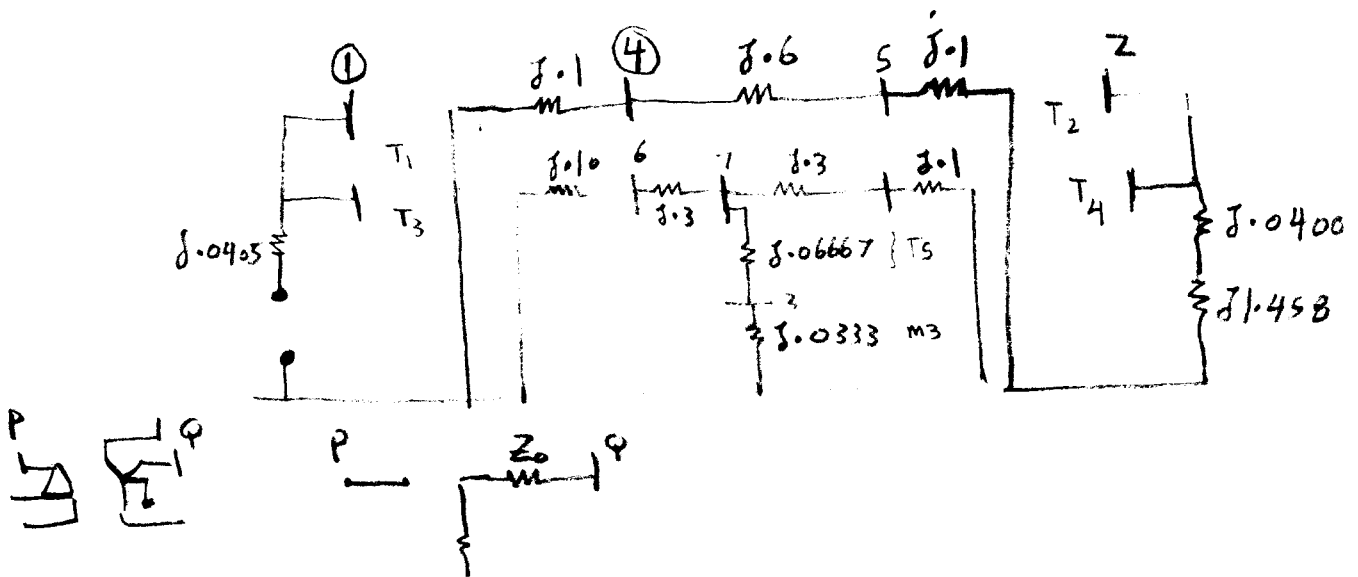 ① j.1 ④ j.6 5 j.1 2
T₁ j.10 6 7 j.3 j.1 T₂
T₃ j.3 T₄
j.0405 j.06667 } T5 j.0400
3
j.0333 m3 j1.458
P Q P Z₀ Q